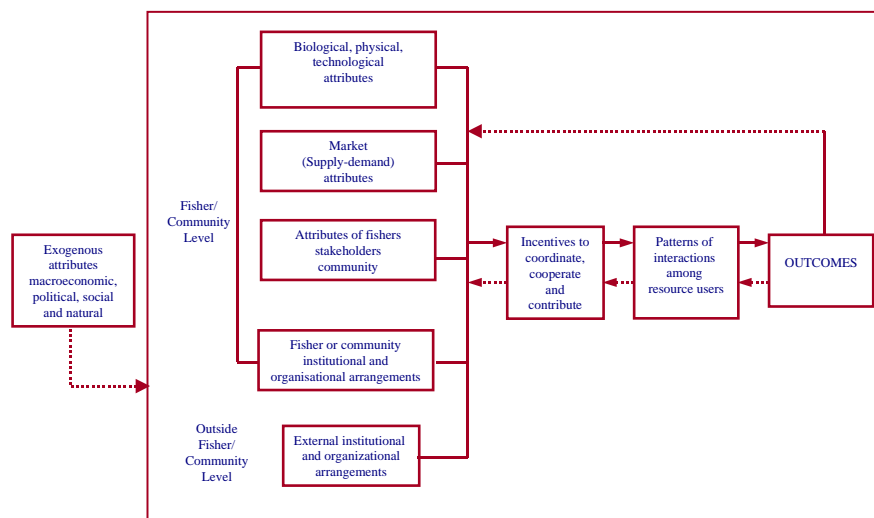 Biological, physical,
technological
attributes
Market
(Supply-demand)
attributes
Fisher/
Community
Level
Attributes of fishers
stakeholders
community
Exogenous
attributes
macroeconomic,
political, social
and natural
Incentives to
coordinate,
cooperate
and
contribute
Patterns of
interactions
among
resource users
OUTCOMES
Fisher or community
institutional and
organisational arrangements
Outside
Fisher/
Community
Level
External institutional
and organizational
arrangements